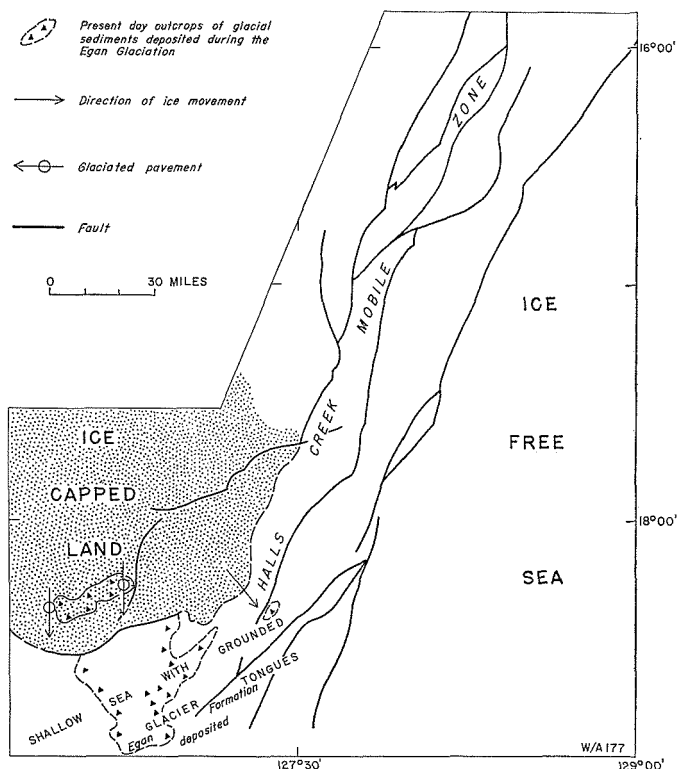 Present day outcrops of glacial
sediments deposited during the
Egan Glaciation
Direction of ice movement
Glaciated pavement
Fault
0 30 MILES
16°00'
ZONE
MOBILE
ICE
CREEK
FREE
ICE
CAPPED
LAND
18°00'
HALLS
SEA
GROUNDED
WITH
TONGUES
SEA
GLACIER
Formation
SHALLOW
Egan
deposited
W/A 177
127°30'
129°00'